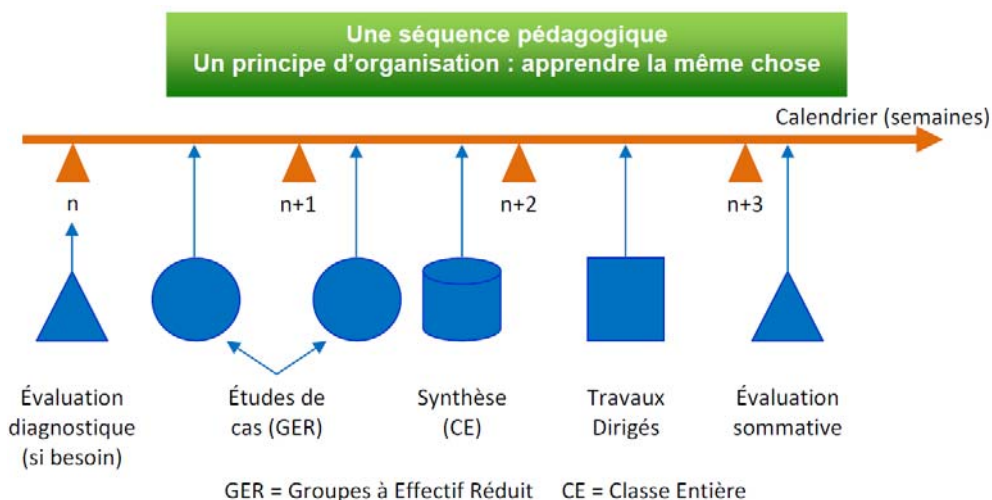 Une séquence pédagogique
Un principe d'organisation : apprendre la même chose
Calendrier (semaines)
n
n+1
n+2
n+3
Évaluation
diagnostique
(si besoin)
Études de
cas (GER)
Synthèse
(CE)
Travaux
Dirigés
Évaluation
sommative
GER = Groupes à Effectif Réduit CE = Classe Entière